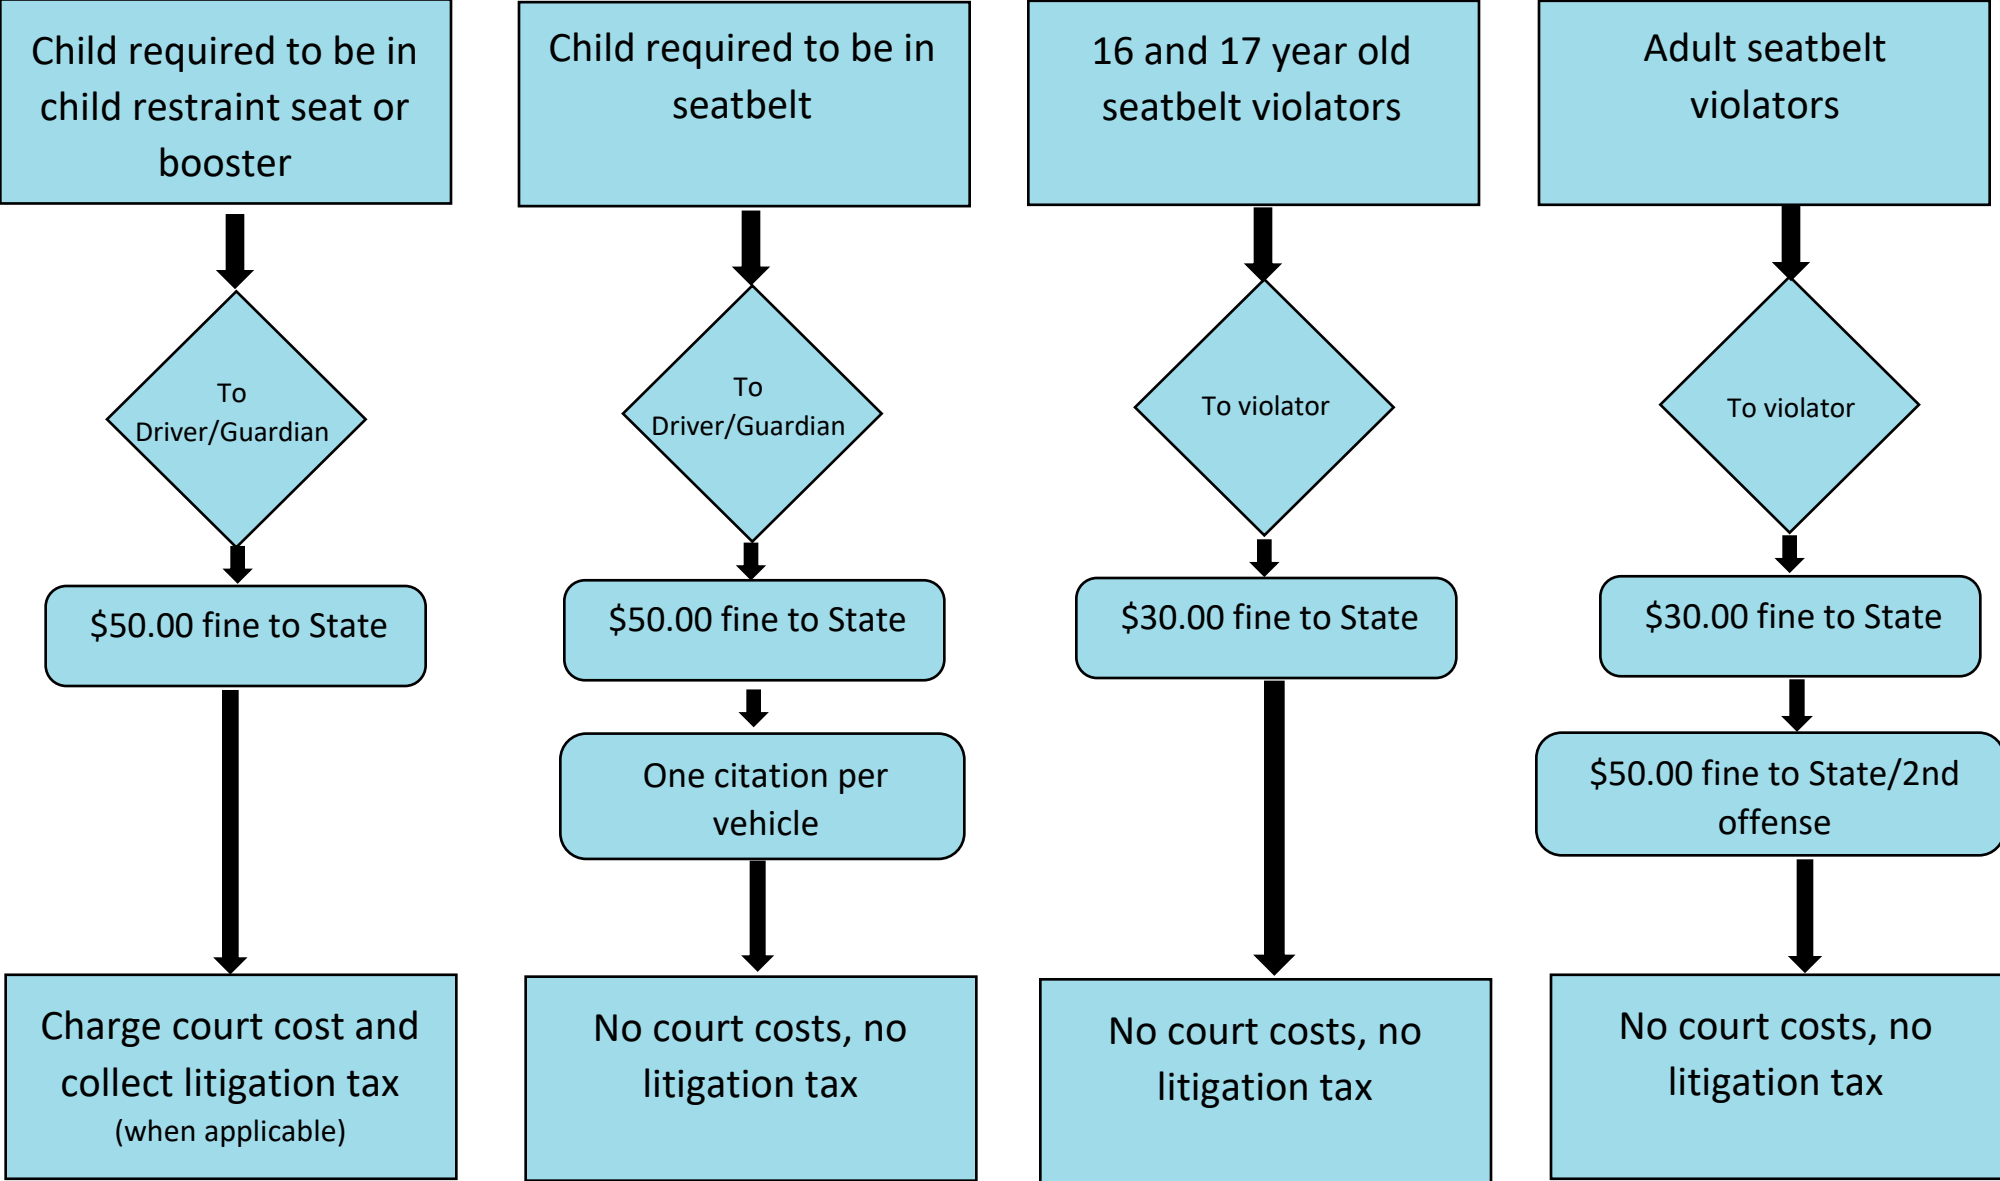 Child required to be in
child restraint seat or
booster
Child required to be in
seatbelt
16 and 17 year old
seatbelt violators
Adult seatbelt
violators
To
Driver/Guardian
To
Driver/Guardian
To violator
To violator
$50.00 fine to State
$50.00 fine to State
$30.00 fine to State
$30.00 fine to State
One citation per
vehicle
$50.00 fine to State/2nd
offense
Charge court cost and
collect litigation tax
(when applicable)
No court costs, no
litigation tax
No court costs, no
litigation tax
No court costs, no
litigation tax